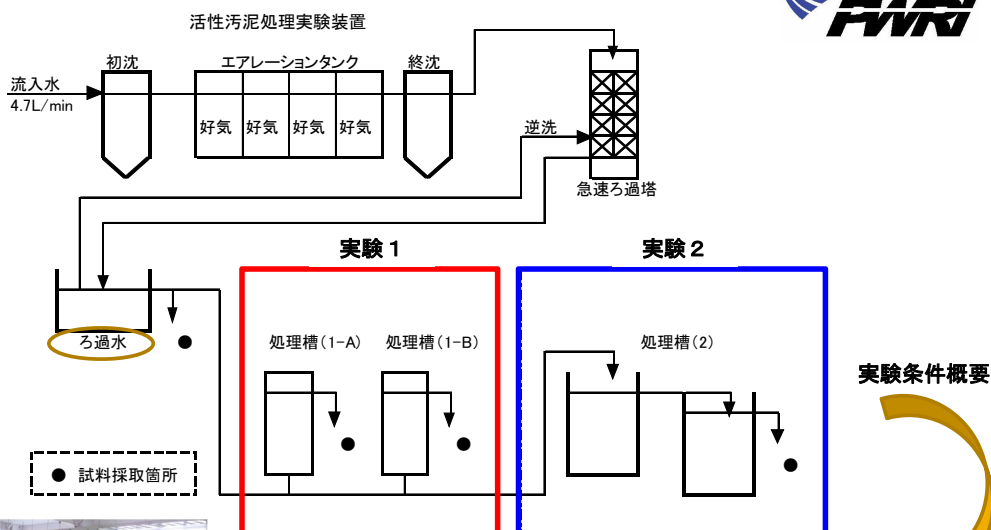 PWRI
活性汚泥処理実験装置
初沈
エアレーションタンク
終沈
流入水
4.7L/min
好気 好気 好気 好気
逆洗
急速ろ過塔
実験1
実験2
ろ過水
処理槽(1-A)
処理槽(1-B)
処理槽(2)
実験条件概要
● 試料採取箇所